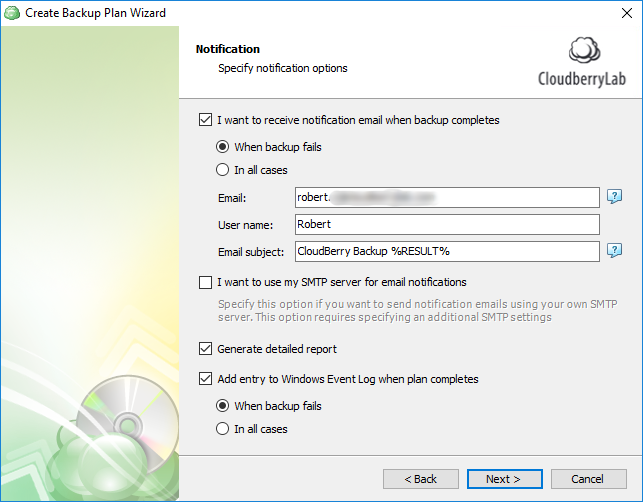 Create Backup Plan Wizard
Notification
Specify notification options
CloudberryLab
I want to receive notification email when backup completes
When backup fails
In all cases
Email: robert.
User name: Robert
Email subject: CloudBerry Backup %RESULT%
I want to use my SMTP server for email notifications
Specify this option if you want to send notification emails using your own SMTP
server. This option requires specifying an additional SMTP settings
Generate detailed report
Add entry to Windows Event Log when plan completes
When backup fails
In all cases
< Back Next > Cancel